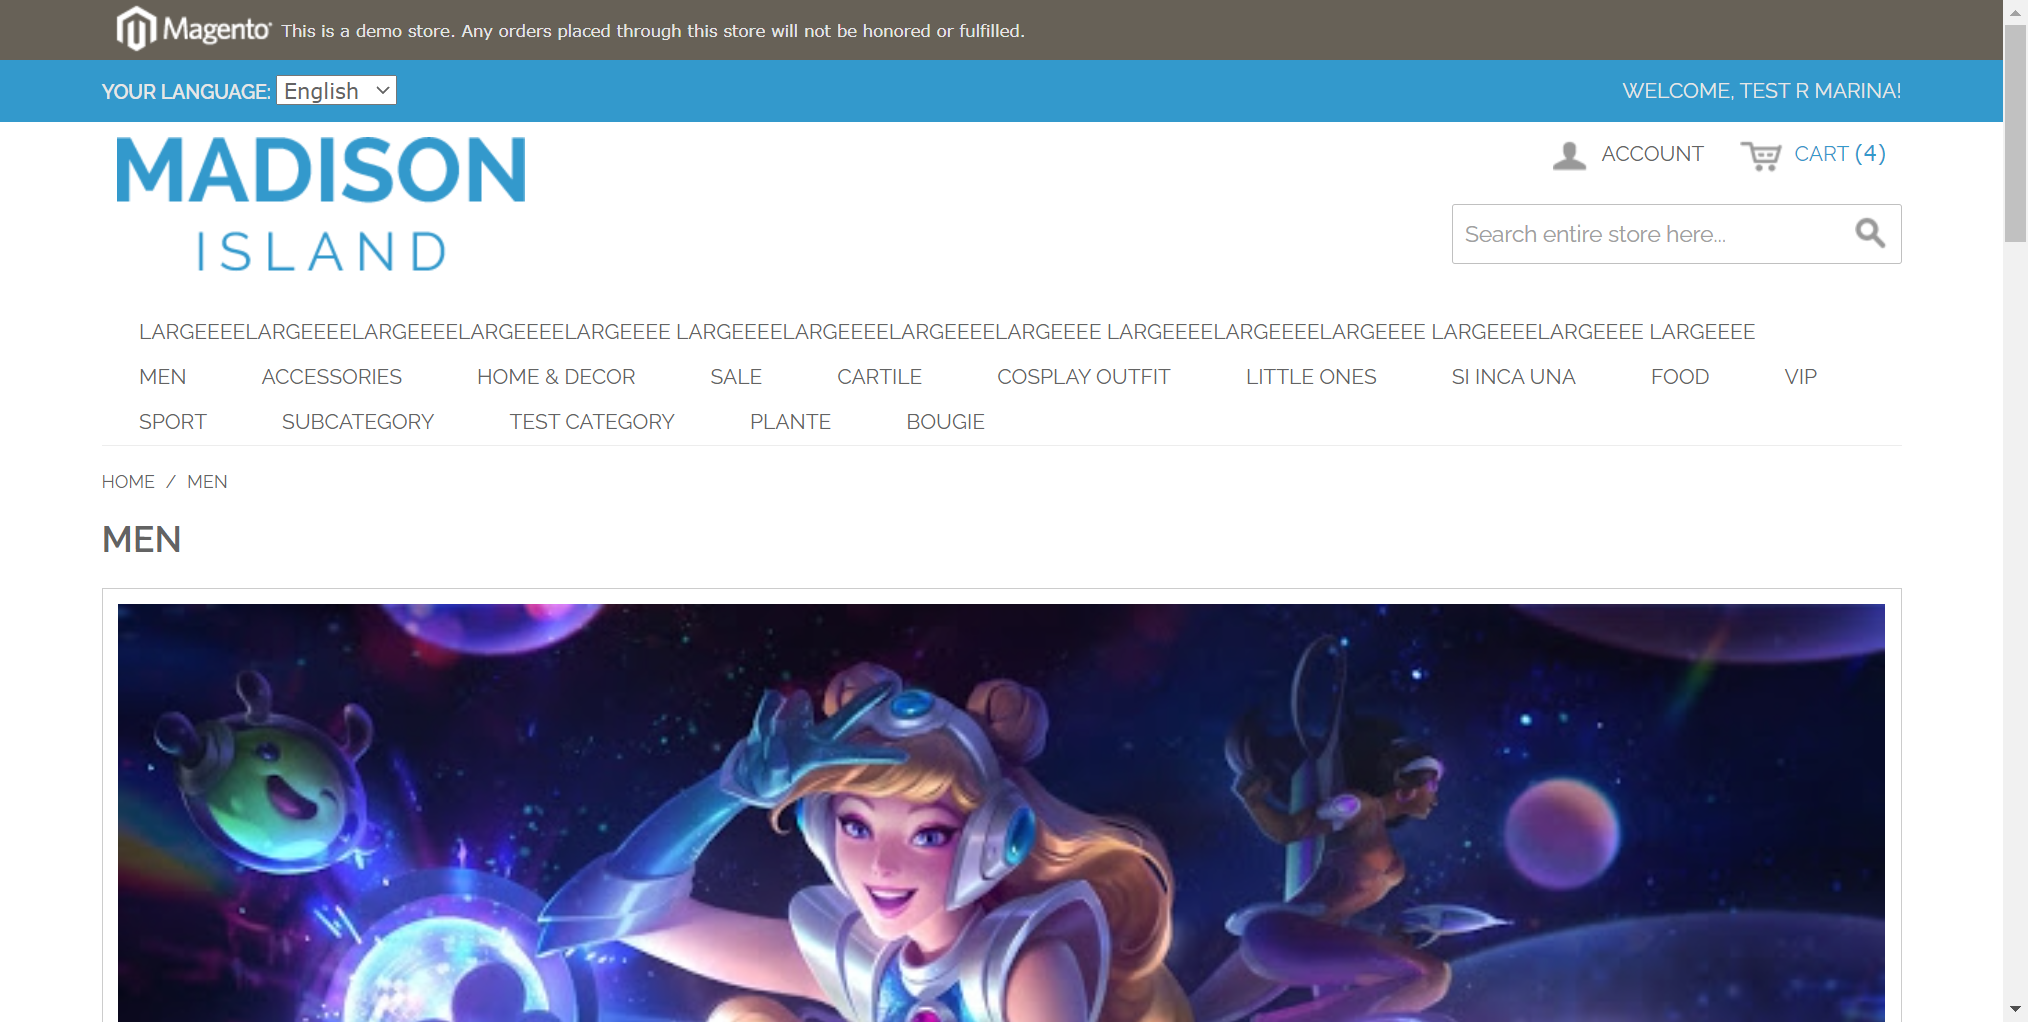 Magento This is a demo store. Any orders placed through this store will not be honored or fulfilled.
YOUR LANGUAGE: English WELCOME, TEST R MARINA!
MADISON
ISLAND
ACCOUNT CART (4)
Search entire store here...
LARGEEEELARGEEEELARGEEEELARGEEEELARGEEEE LARGEEEELARGEEEELARGEEEELARGEEEE LARGEEEELARGEEEELARGEEEE LARGEEEELARGEEEE LARGEEEE
MEN ACCESSORIES HOME & DECOR SALE CARTILE COSPLAY OUTFIT LITTLE ONES SI INCA UNA FOOD VIP
SPORT SUBCATEGORY TEST CATEGORY PLANTE BOUGIE
HOME / MEN
MEN